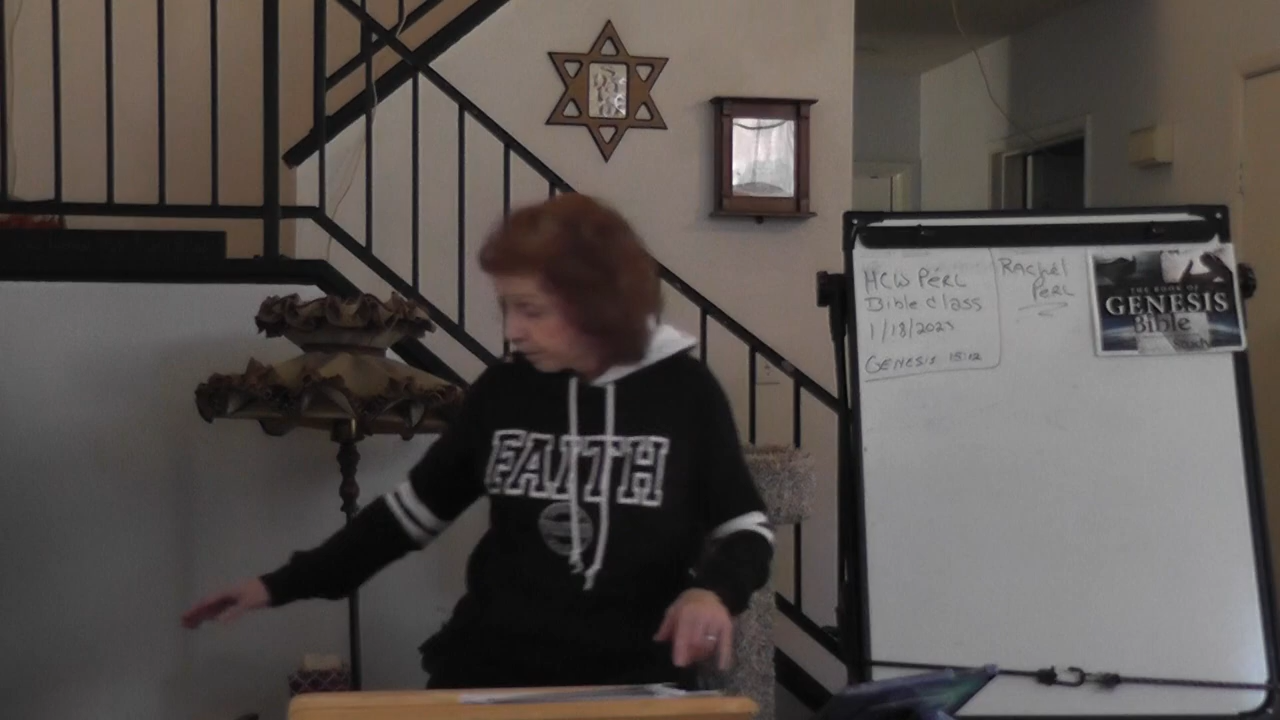 HCW PERL
Bible Class
1/18/2023
GENESIS 15:12
RACHEL
PERL
THE BOOK OF
GENESIS
Bible
FAITH